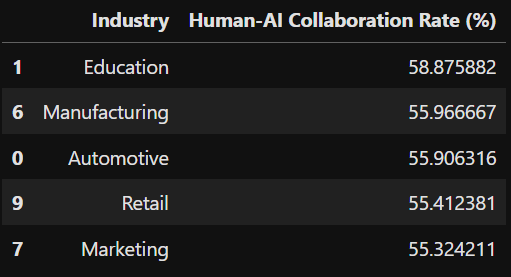 Industry Human-AI Collaboration Rate (%)
1 Education 58.875882
6 Manufacturing 55.966667
0 Automotive 55.906316
9 Retail 55.412381
7 Marketing 55.324211